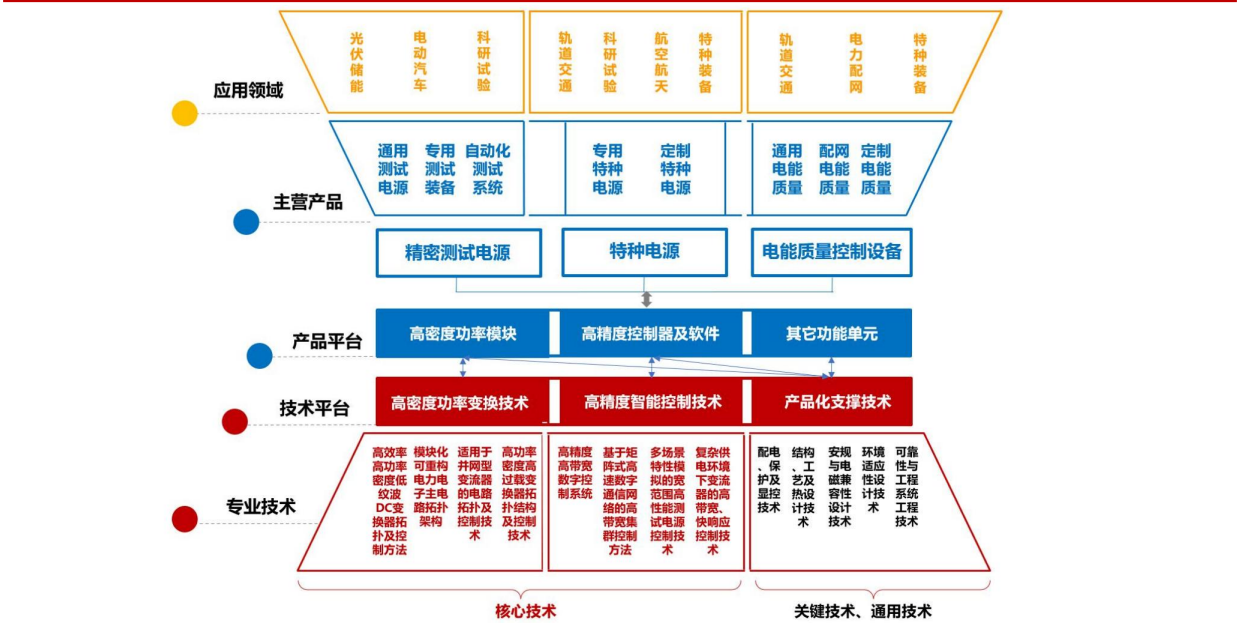 应用领域
光伏储能
电动汽车
科研试验
轨道交通
科研试验
航空航天
特种装备
轨道交通
电力配网
特种装备
主营产品
通用
测试
电源
专用
测试
装备
自动化
测试
系统
专用
特种
电源
定制
特种
电源
通用
电能
质量
配网
电能
质量
定制
电能
质量
精密测试电源
特种电源
电能质量控制设备
产品平台
高密度功率模块
高精度控制器及软件
其它功能单元
技术平台
高密度功率变换技术
高精度智能控制技术
产品化支撑技术
专业技术
高效率
高功率
密度低
纹波
DC变
换器拓
扑及控
制方法
模块化
可重构
电力电
子主电
路拓扑
架构
适用于
并网型
变流器
的电路
拓扑及
控制技
术
高功率
密度高
过载变
换器拓
扑结构
及控制
技术
高精度
高带宽
数字控
制系统
基于矩
阵式高
速数字
通信网
络的高
带宽集
群控制
方法
多场景
特性模
拟的宽
范围高
性能测
试电源
控制技
术
复杂供
电环境
下变流
器的高
带宽、
快响应
控制技
术
配电
、保
护及
显控
技术
结构
、工
艺及
热设
计技
术
安规
与电
磁兼
容性
设计
技术
环境
适应
性设
计技
术
可靠
性与
工程
系统
工程
技术
核心技术
关键技术、通用技术